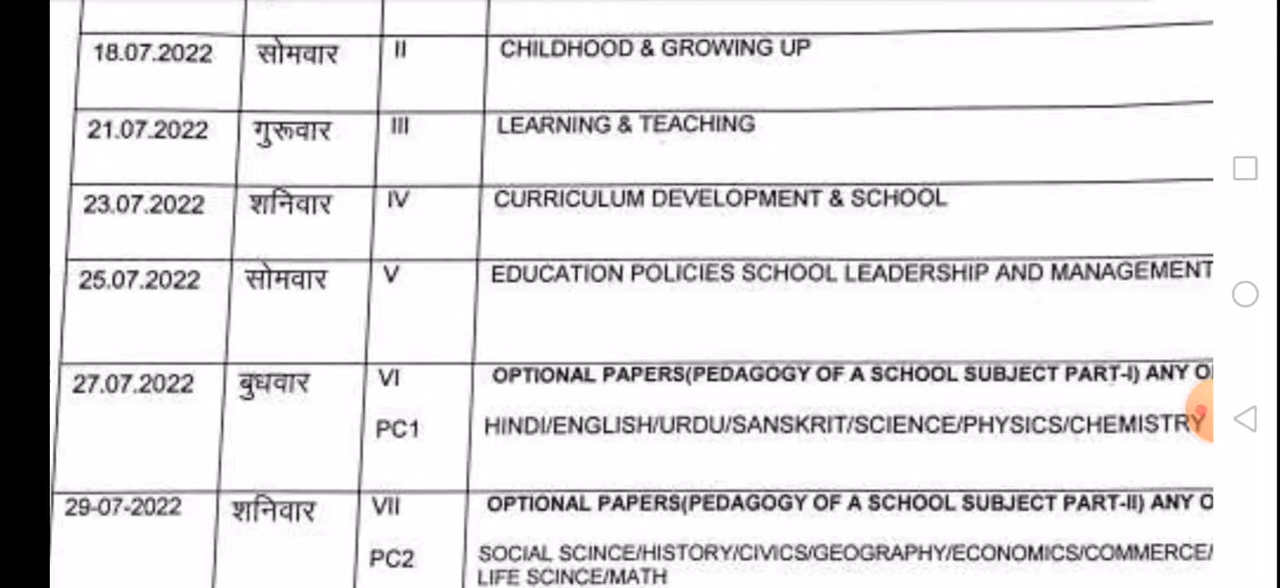 18.07.2022 सोमवार II CHILDHOOD & GROWING UP
21.07.2022 गुरूवार III LEARNING & TEACHING
23.07.2022 शनिवार IV CURRICULUM DEVELOPMENT & SCHOOL
25.07.2022 सोमवार V EDUCATION POLICIES SCHOOL LEADERSHIP AND MANAGEMENT
27.07.2022 बुधवार VI OPTIONAL PAPERS(PEDAGOGY OF A SCHOOL SUBJECT PART-I) ANY
PC1 HINDI/ENGLISH/URDU/SANSKRIT/SCIENCE/PHYSICS/CHEMISTRY
29-07-2022 शनिवार VII OPTIONAL PAPERS(PEDAGOGY OF A SCHOOL SUBJECT PART-II) ANY
PC2 SOCIAL SCINCE/HISTORY/CIVICS/GEOGRAPHY/ECONOMICS/COMMERCE/
LIFE SCINCE/MATH